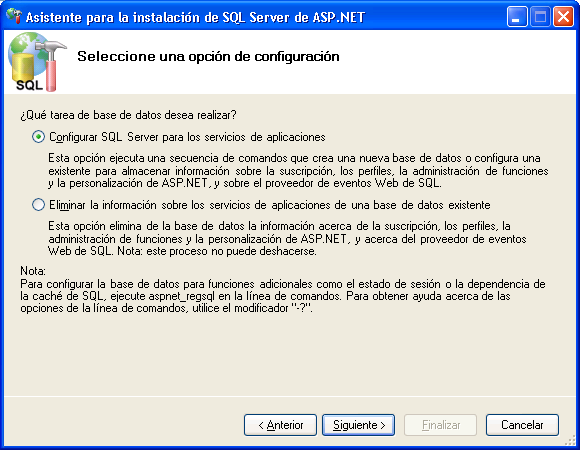 Asistente para la instalación de SQL Server de ASP.NET
SQL
Seleccione una opción de configuración
¿Qué tarea de base de datos desea realizar?
Configurar SQL Server para los servicios de aplicaciones
Esta opción ejecuta una secuencia de comandos que crea una nueva base de datos o configura una
existente para almacenar información sobre la suscripción, los perfiles, la administración de funciones
y la personalización de ASP.NET, y sobre el proveedor de eventos Web de SQL.
Eliminar la información sobre los servicios de aplicaciones de una base de datos existente
Esta opción elimina de la base de datos la información acerca de la suscripción, los perfiles, la
administración de funciones y la personalización de ASP.NET, y acerca del proveedor de eventos
Web de SQL. Nota: este proceso no puede deshacerse.
Nota:
Para configurar la base de datos para funciones adicionales como el estado de sesión o la dependencia de
la caché de SQL, ejecute aspnet_regsql en la línea de comandos. Para obtener ayuda acerca de las
opciones de la línea de comandos, utilice el modificador "-?".
< Anterior Siguiente > Finalizar Cancelar